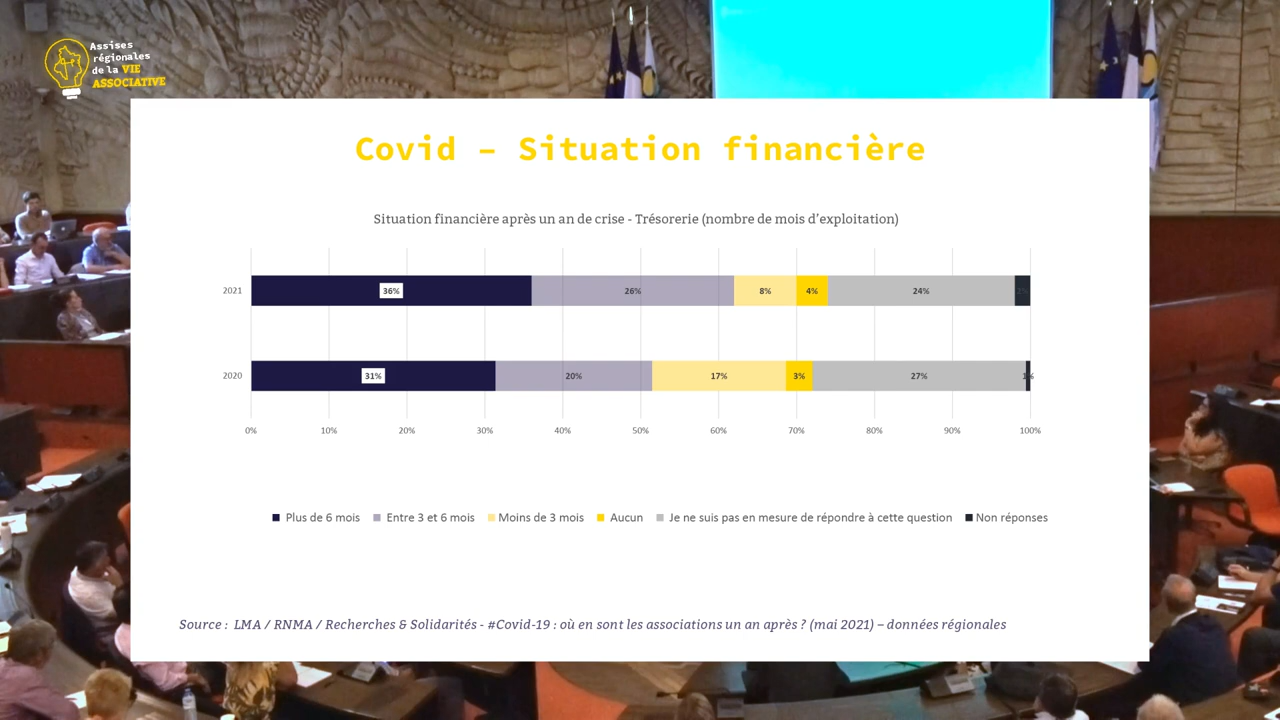 Assises
régionales
de la VIE
ASSOCIATIVE
Covid – Situation financière
Situation financière après un an de crise - Trésorerie (nombre de mois d’exploitation)
2021 36% 26% 8% 4% 24% 2%
2020 31% 20% 17% 3% 27% 1%
0% 10% 20% 30% 40% 50% 60% 70% 80% 90% 100%
Plus de 6 mois Entre 3 et 6 mois Moins de 3 mois Aucun Je ne suis pas en mesure de répondre à cette question Non réponses
Source : LMA / RNMA / Recherches & Solidarités - #Covid-19 : où en sont les associations un an après ? (mai 2021) – données régionales